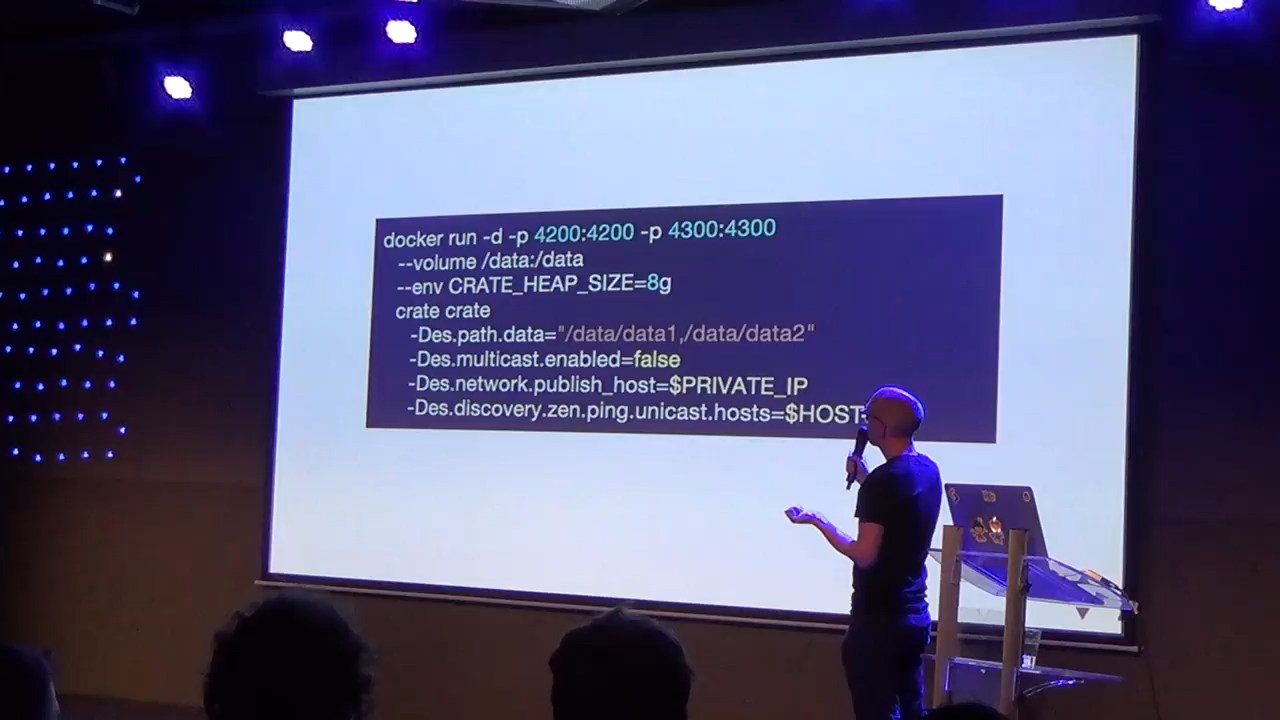 docker run -d -p 4200:4200 -p 4300:4300
--volume /data:/data
--env CRATE_HEAP_SIZE=8g
crate crate
-Des.path.data="/data/data1,/data/data2"
-Des.multicast.enabled=false
-Des.network.publish_host=$PRIVATE_IP
-Des.discovery.zen.ping.unicast.hosts=$HOST